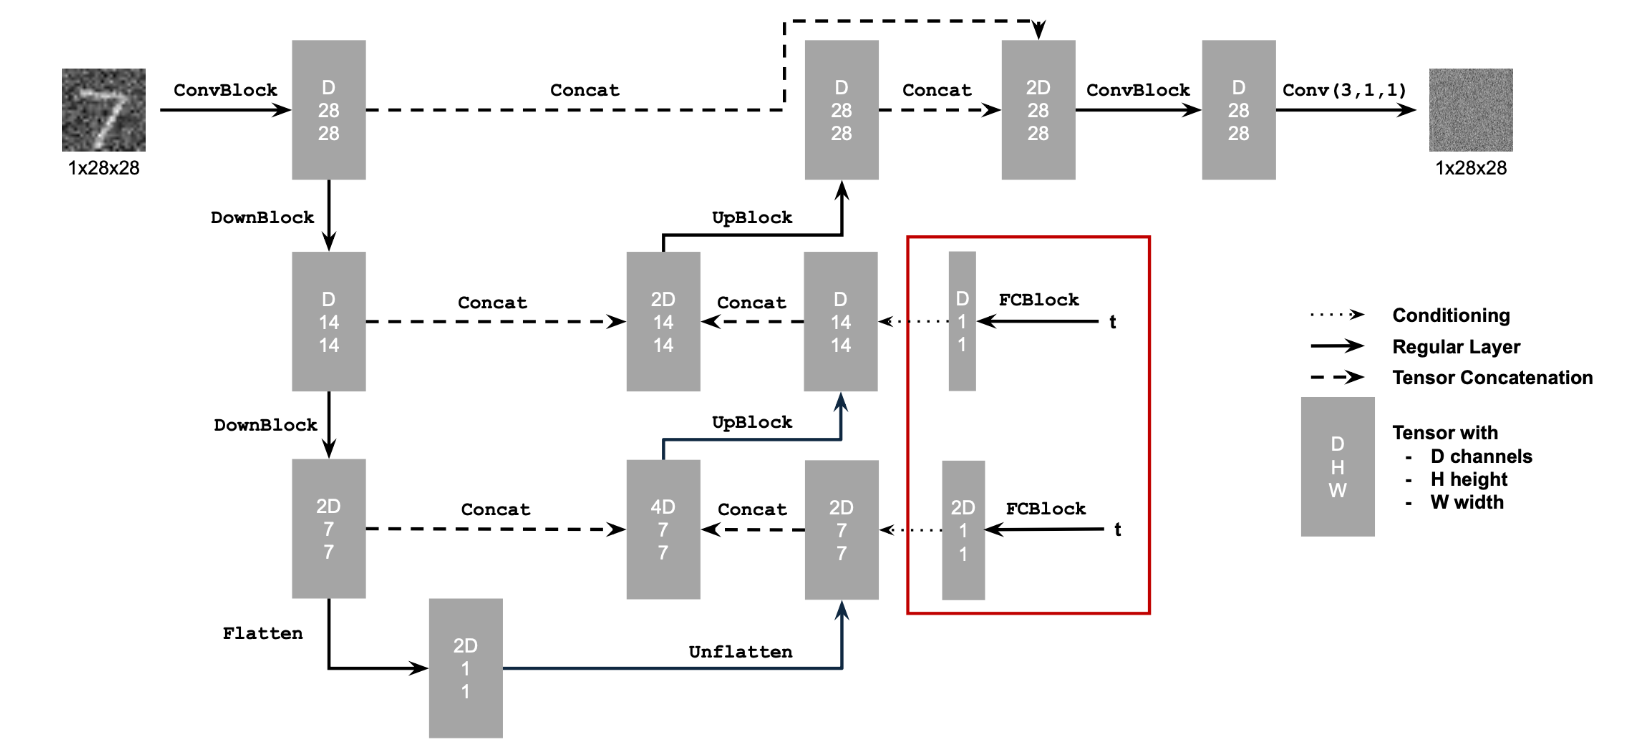 ConvBlock
1x28x28
D
28
28
Concat
D
28
28
Concat
2D
28
28
ConvBlock
D
28
28
Conv(3,1,1)
1x28x28
DownBlock
UpBlock
D
14
14
Concat
2D
14
14
Concat
D
14
14
D
1
1
FCBlock
t
DownBlock
UpBlock
2D
7
7
Concat
4D
7
7
Concat
2D
7
7
2D
1
1
FCBlock
t
Flatten
2D
1
1
Unflatten
Conditioning
Regular Layer
Tensor Concatenation
D
H
W
Tensor with
- D channels
- H height
- W width